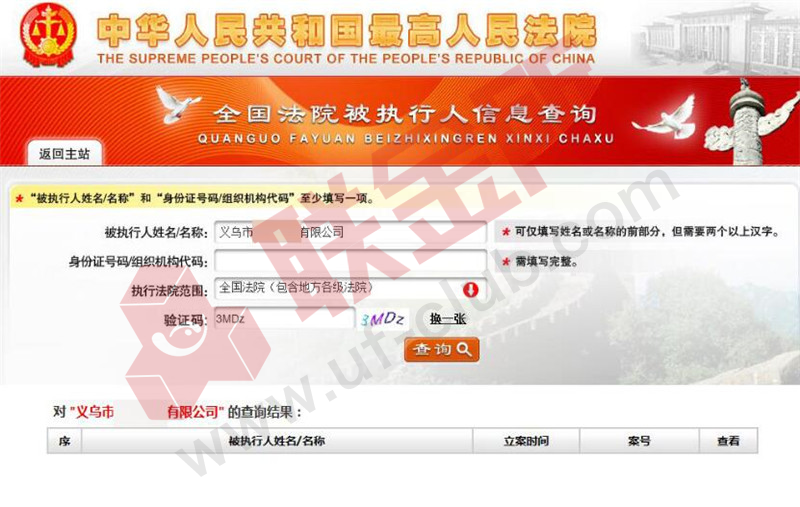 中华人民共和国最高人民法院
THE SUPREME PEOPLE'S COURT OF THE PEOPLE'S REPUBLIC OF CHINA
全国法院被执行人信息查询
QUANGUO FAYUAN BEIZHIXINGREN XINXI CHAXU
返回主站
* “被执行人姓名/名称” 和 “身份证号码/组织机构代码” 至少填写一项。
被执行人姓名/名称: 义乌市 有限公司 * 可仅填写姓名或名称的前部分，但需要两个以上汉字。
身份证号码/组织机构代码: * 需填写完整。
执行法院范围: 全国法院（包含地方各级法院）
验证码: 3MDz 3MDz 换一张
查询
对 "义乌市 有限公司" 的查询结果：
序 被执行人姓名/名称 立案时间 案号 查看
联金所
www.uf-club.com